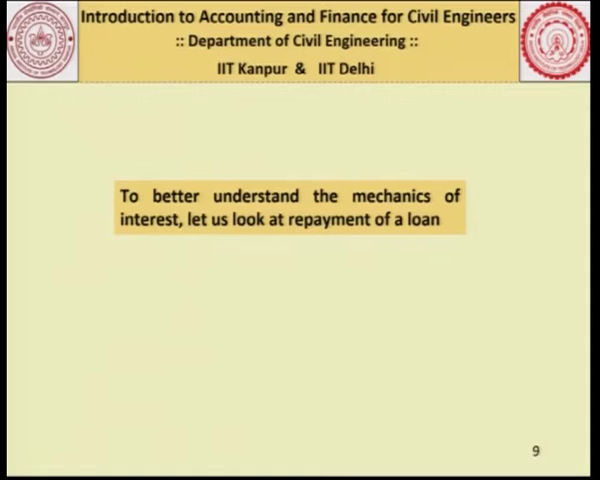 Introduction to Accounting and Finance for Civil Engineers
:: Department of Civil Engineering ::
IIT Kanpur & IIT Delhi
To better understand the mechanics of
interest, let us look at repayment of a loan
9